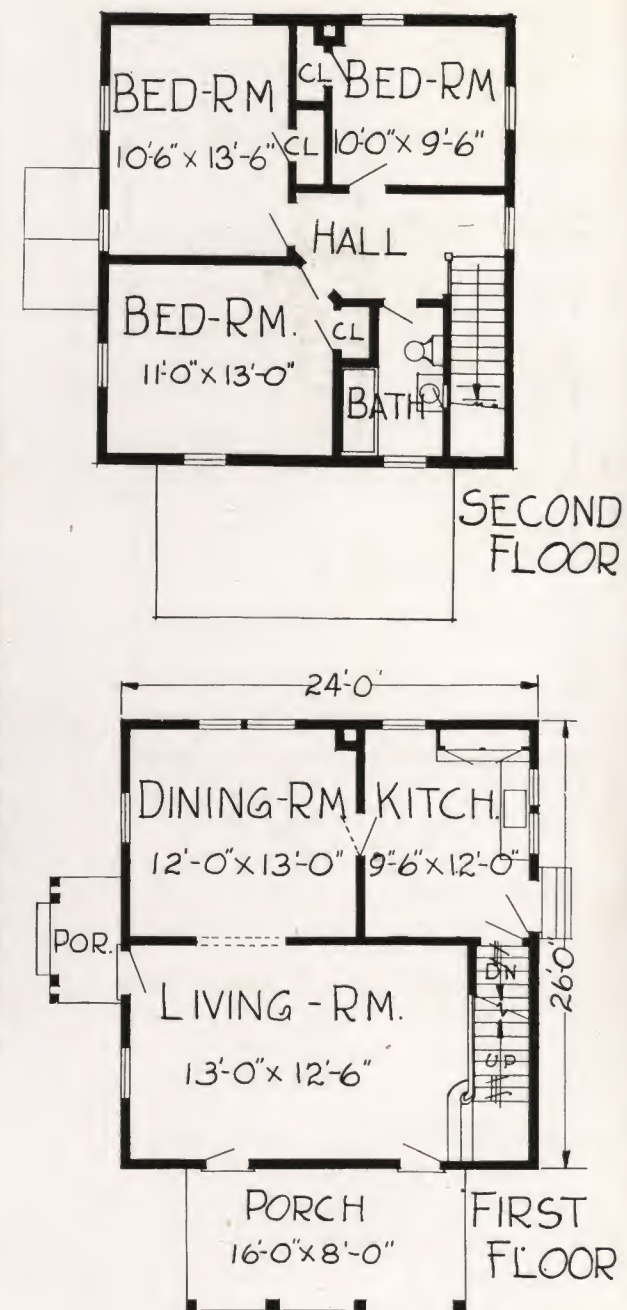 BED-RM
10'6" x 13'-6"
CL
CL
BED-RM
10'0" x 9'-6"
HALL
BED-RM.
11'-0" x 13'-0"
CL
BATH
SECOND
FLOOR
24'-0"
DINING-RM
12'-0" x 13'-0"
KITCH.
9'-6" x 12'-0"
POR.
LIVING-RM.
13'-0" x 12'-6"
DN
UP
26'-0"
PORCH
16'-0" x 8'-0"
FIRST
FLOOR